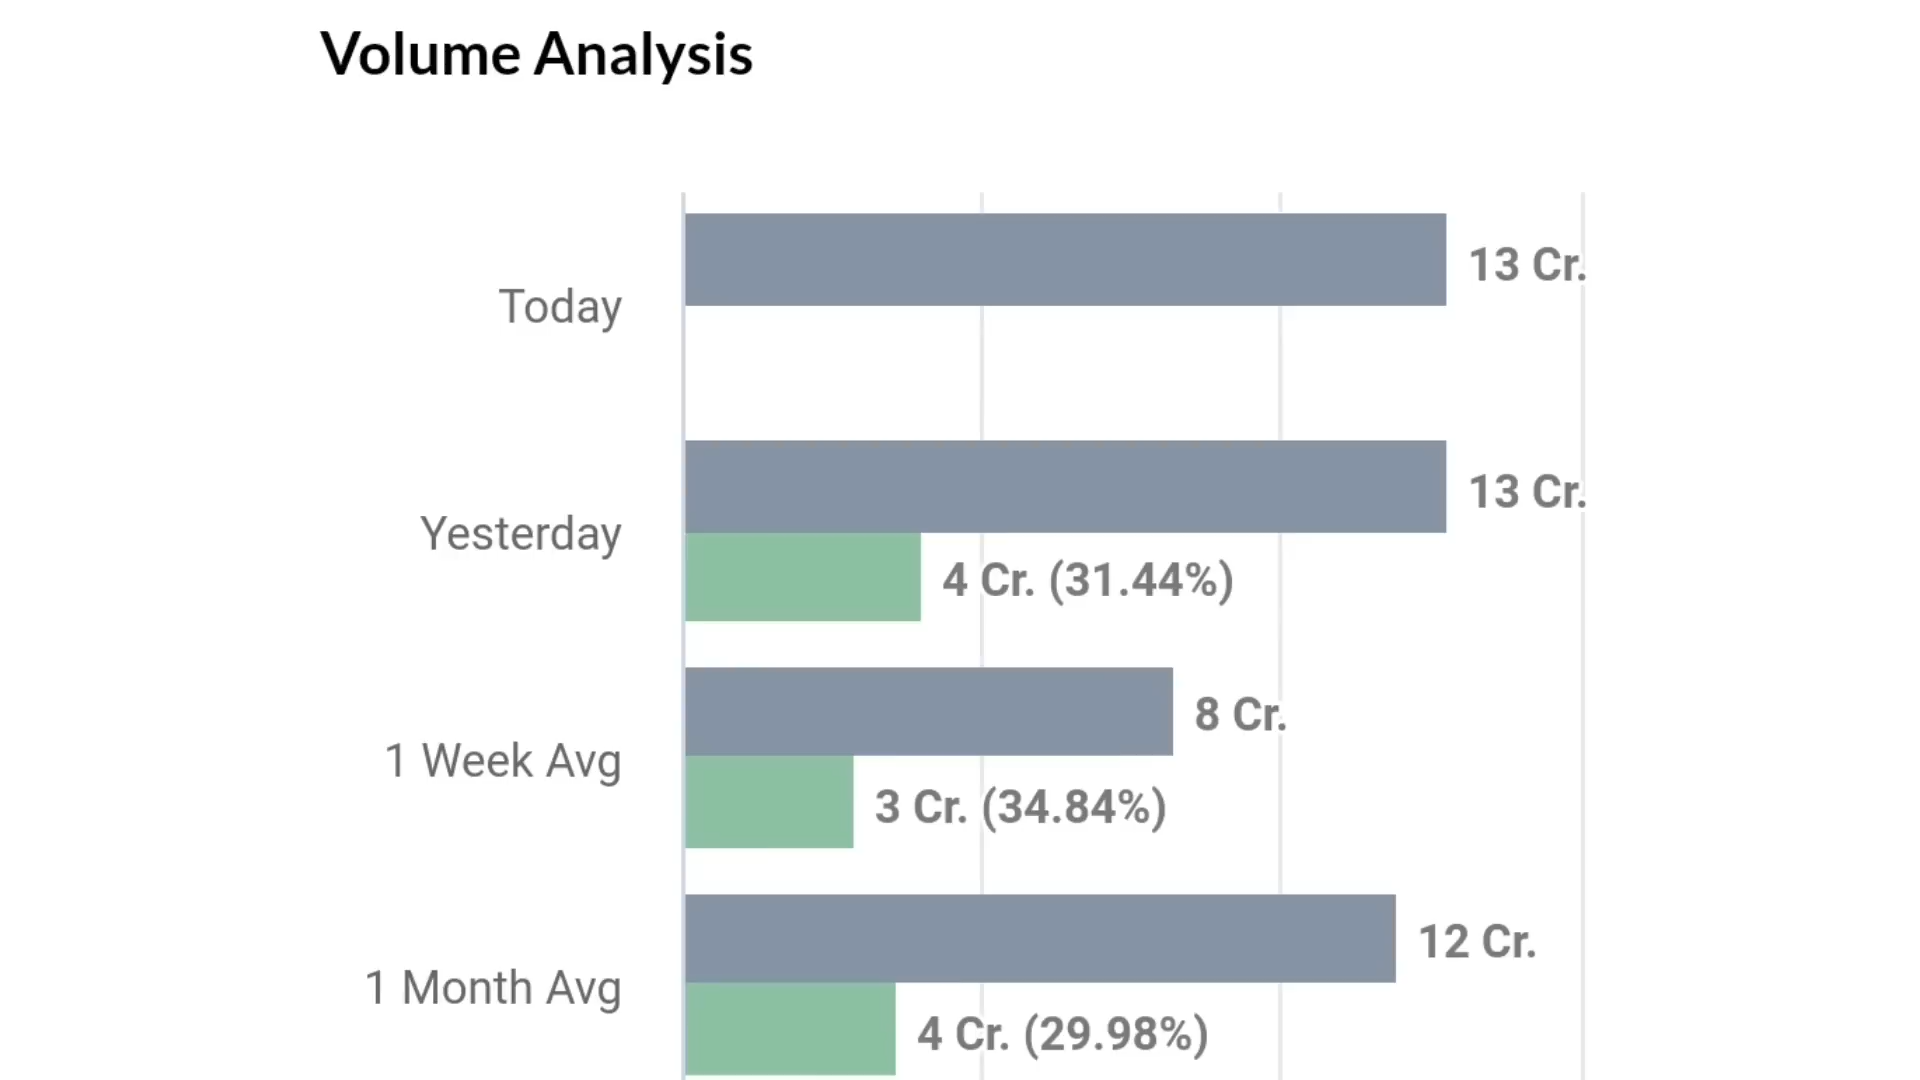 Volume Analysis
Today
13 Cr.
Yesterday
13 Cr.
4 Cr. (31.44%)
1 Week Avg
8 Cr.
3 Cr. (34.84%)
1 Month Avg
12 Cr.
4 Cr. (29.98%)